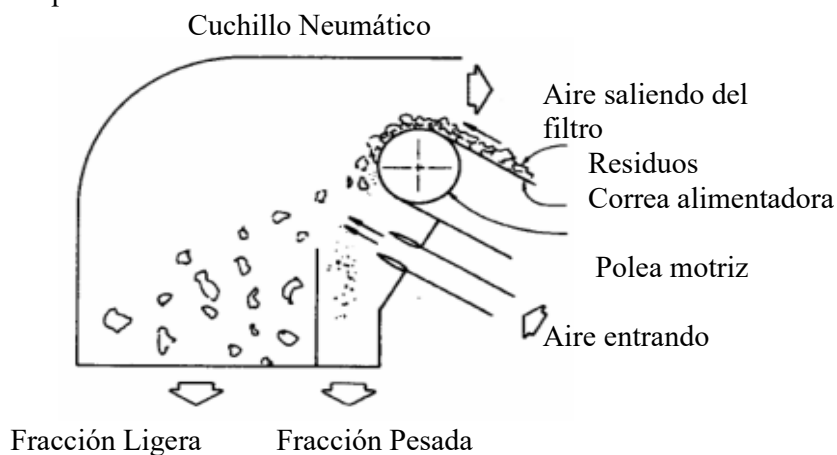 Cuchillo Neumático
Aire saliendo del
filtro
Residuos
Correa alimentadora
Polea motriz
Aire entrando
Fracción Ligera
Fracción Pesada